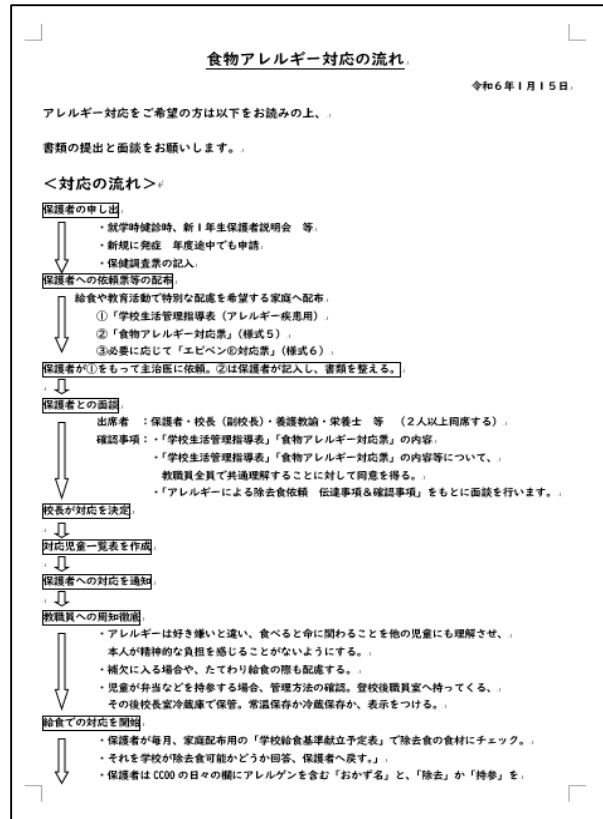 食物アレルギー対応の流れ
令和６年１月１５日
アレルギー対応をご希望の方は以下をお読みの上、
書類の提出と面談をお願いします。
＜対応の流れ＞
保護者の申し出
・就学時健診時、新１年生保護者説明会　等
・新規に発症　年度途中でも申請
・保健調査票の記入
保護者への依頼票等の配布
給食や教育活動で特別な配慮を希望する家庭へ配布
①「学校生活管理指導表（アレルギー疾患用）
②「食物アレルギー対応票」（様式５）
③必要に応じて「エピペン®対応票」（様式６）
保護者が①をもって主治医に依頼。②は保護者が記入し、書類を整える。
保護者との面談
出席者　：保護者・校長（副校長）・養護教諭・栄養士　等　（２人以上同席する）
確認事項：・「学校生活管理指導表」「食物アレルギー対応票」の内容
・「学校生活管理指導表」「食物アレルギー対応票」の内容等について、
教職員全員で共通理解することに対して同意を得る。
・「アレルギーによる除去食依頼　伝達事項＆確認事項」をもとに面談を行います。
校長が対応を決定
対応児童一覧表を作成
保護者への対応を通知
教職員への周知徹底
・アレルギーは好き嫌いと違い、食べると命に関わることを他の児童にも理解させ、
本人が精神的な負担を感じることがないようにする。
・補欠に入る場合や、たてわり給食の際も配慮する。
・児童が弁当などを持参する場合、管理方法の確認。登校後職員室へ持ってくる、
その後校長室冷蔵庫で保管。常温保存か冷蔵保存か、表示をつける。
給食での対応を開始
・保護者が毎月、家庭配布用の「学校給食基準献立予定表」で除去食の食材にチェック。
・それを学校が除去食可能かどうか回答、保護者へ戻す。」
・保護者はCCOOの日々の欄にアレルゲンを含む「おかず名」と、「除去」か「持参」を